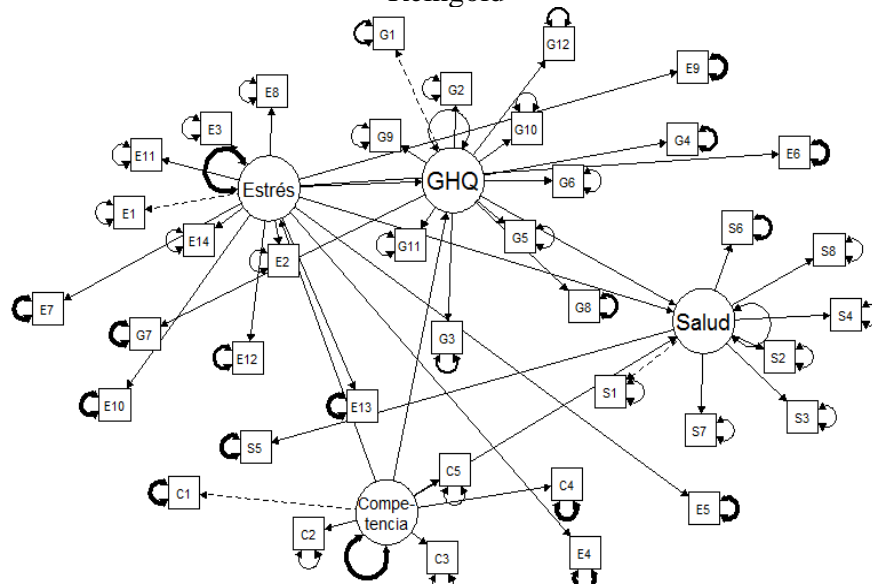 Reingold
G1
G12
E9
E8
G2
E3
G9
G10
G4
E6
E11
Estrés
GHQ
G6
E1
E14
G11
G5
S6
S8
E2
E7
G7
G3
G8
Salud
S4
E12
S2
E10
E13
S1
S3
S7
S5
C1
C5
C4
Compe-
tencia
E5
C2
C3
E4